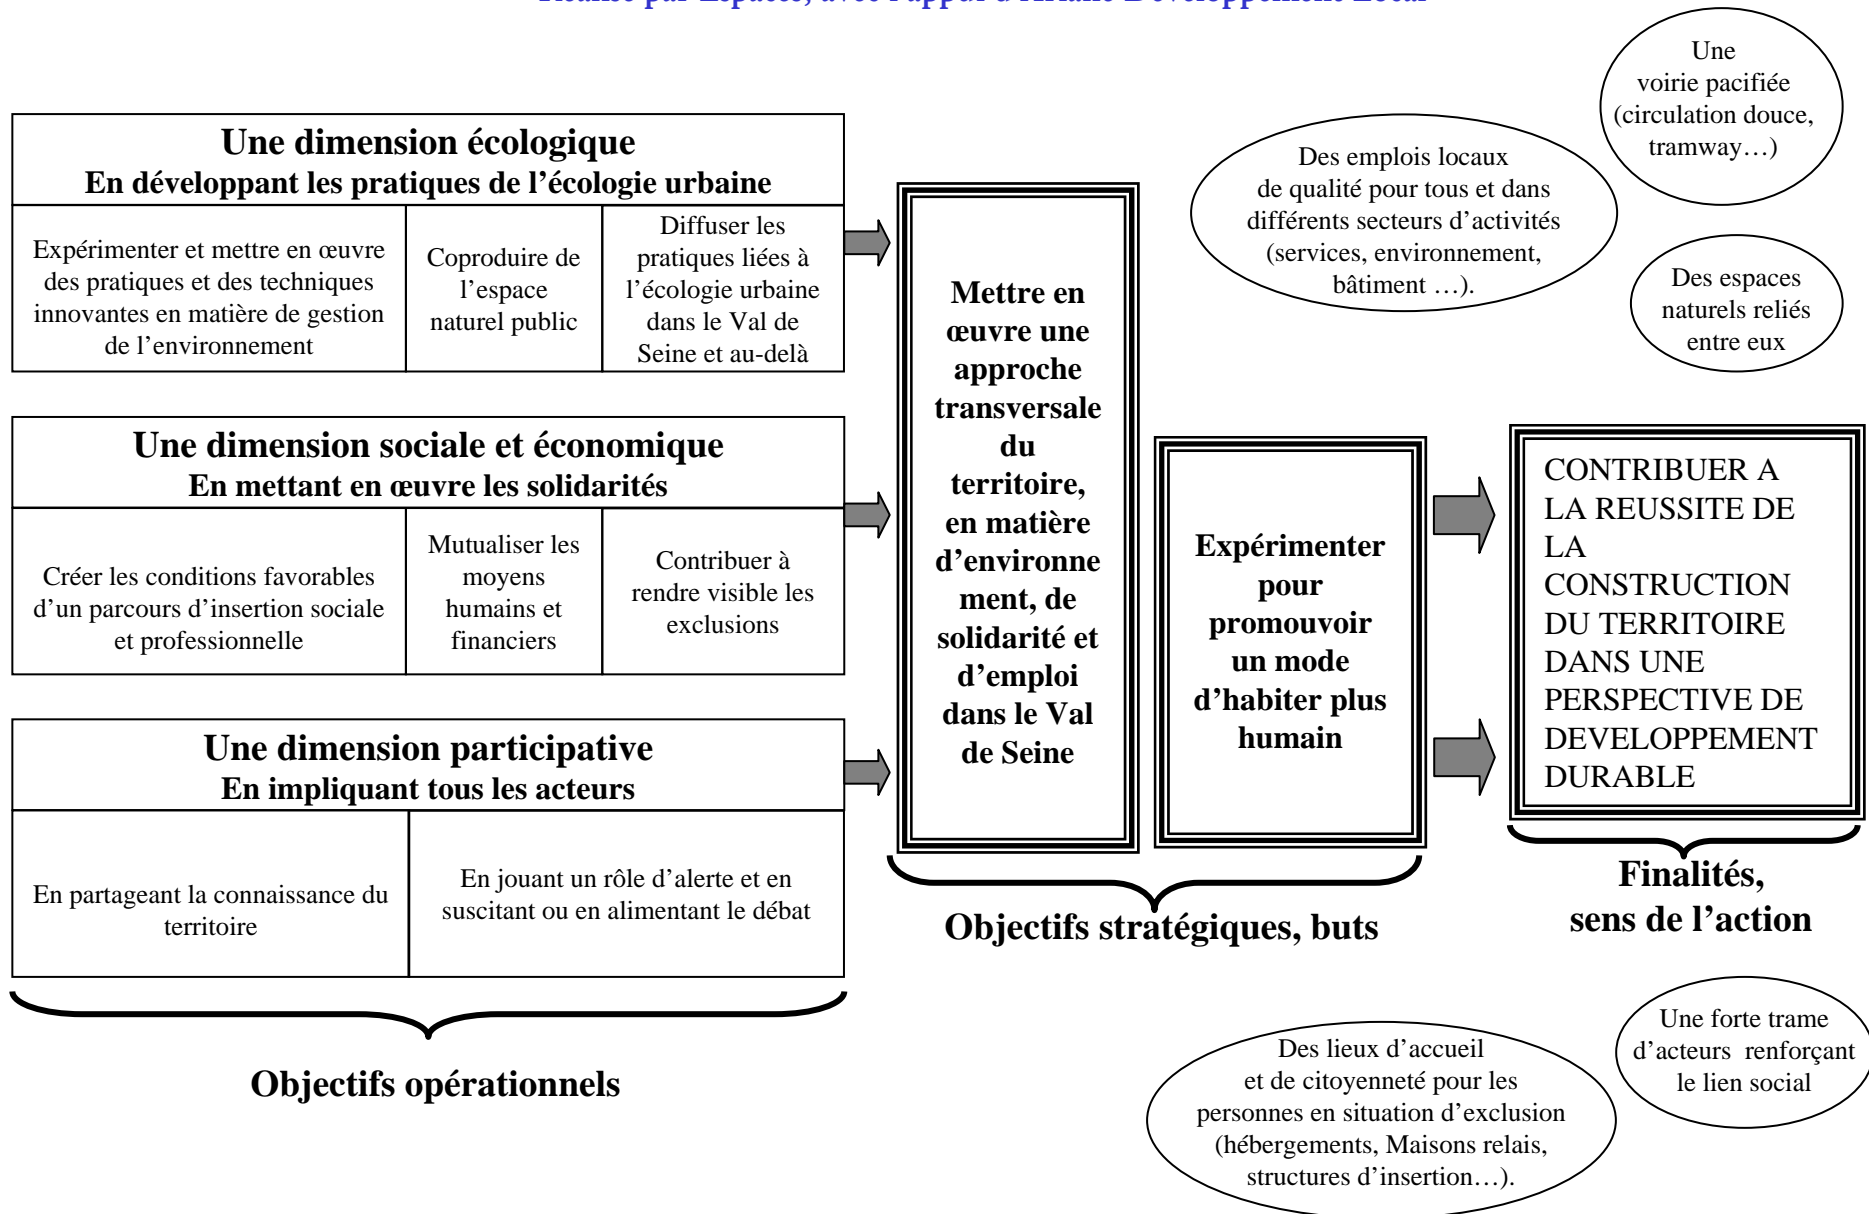 Réalisé par Espaces, avec l'appui d'Ariane Développement Local
Une
voirie pacifiée
(circulation douce,
tramway…)
Des emplois locaux
de qualité pour tous et dans
différents secteurs d’activités
(services, environnement,
bâtiment …).
Des espaces
naturels reliés
entre eux
Une dimension écologique
En développant les pratiques de l’écologie urbaine
Expérimenter et mettre en œuvre
des pratiques et des techniques
innovantes en matière de gestion
de l’environnement
Coproduire de
l’espace
naturel public
Diffuser les
pratiques liées à
l’écologie urbaine
dans le Val de
Seine et au-delà
Une dimension sociale et économique
En mettant en œuvre les solidarités
Créer les conditions favorables
d’un parcours d’insertion sociale
et professionnelle
Mutualiser les
moyens
humains et
financiers
Contribuer à
rendre visible les
exclusions
Une dimension participative
En impliquant tous les acteurs
En partageant la connaissance du
territoire
En jouant un rôle d’alerte et en
suscitant ou en alimentant le débat
Objectifs opérationnels
Mettre en
œuvre une
approche
transversale
du
territoire,
en matière
d’environne
ment, de
solidarité et
d’emploi
dans le Val
de Seine
Expérimenter
pour
promouvoir
un mode
d’habiter plus
humain
Objectifs stratégiques, buts
CONTRIBUER A
LA REUSSITE DE
LA
CONSTRUCTION
DU TERRITOIRE
DANS UNE
PERSPECTIVE DE
DEVELOPPEMENT
DURABLE
Finalités,
sens de l’action
Une forte trame
d’acteurs renforçant
le lien social
Des lieux d’accueil
et de citoyenneté pour les
personnes en situation d’exclusion
(hébergements, Maisons relais,
structures d’insertion…).